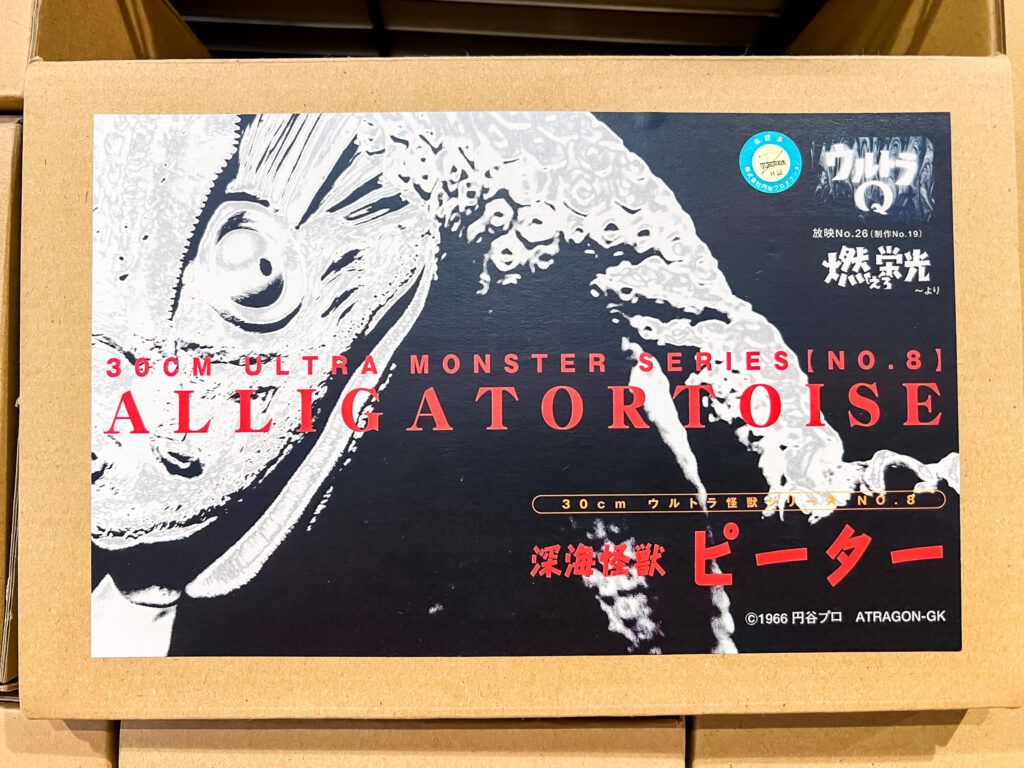 ウルトラ
Q
放映No.26(制作No.19)
燃えろ栄光
～より
30CM ULTRA MONSTER SERIES【NO.8】
ALLIGATORTOISE
30cm ウルトラ怪獣シリーズ NO.8
深海怪獣 ピーター
©1966 円谷プロ ATRAGON-GK